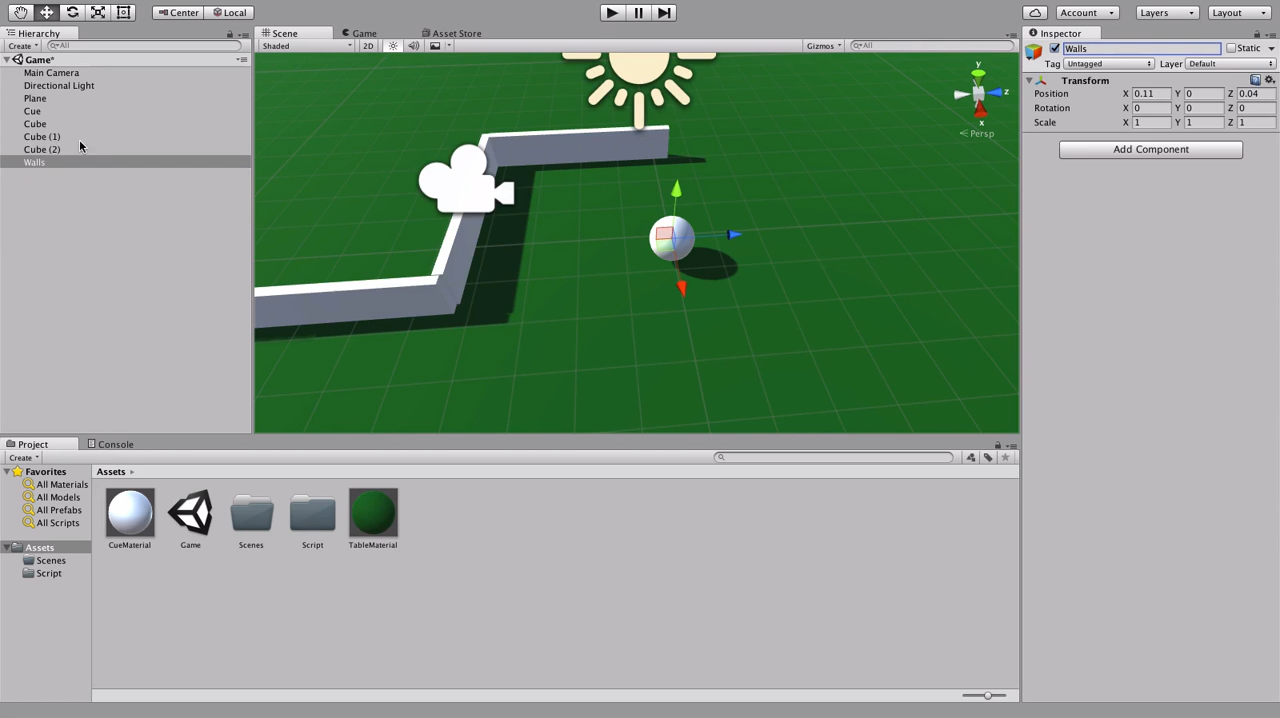 Center Local Account Layers Layout
Hierarchy Scene Game Asset Store Inspector
Create All Shaded 2D Gizmos All Walls Static
Game* Tag Untagged Layer Default
Main Camera
Directional Light
Plane
Cue
Cube
Cube (1)
Cube (2)
Walls
y
z
x
Persp
Transform
Position X 0.11 Y 0 Z 0.04
Rotation X 0 Y 0 Z 0
Scale X 1 Y 1 Z 1
Add Component
Project Console
Create
Favorites
All Materials
All Models
All Prefabs
All Scripts
Assets
Scenes
Script
Assets
CueMaterial Game Scenes Script TableMaterial